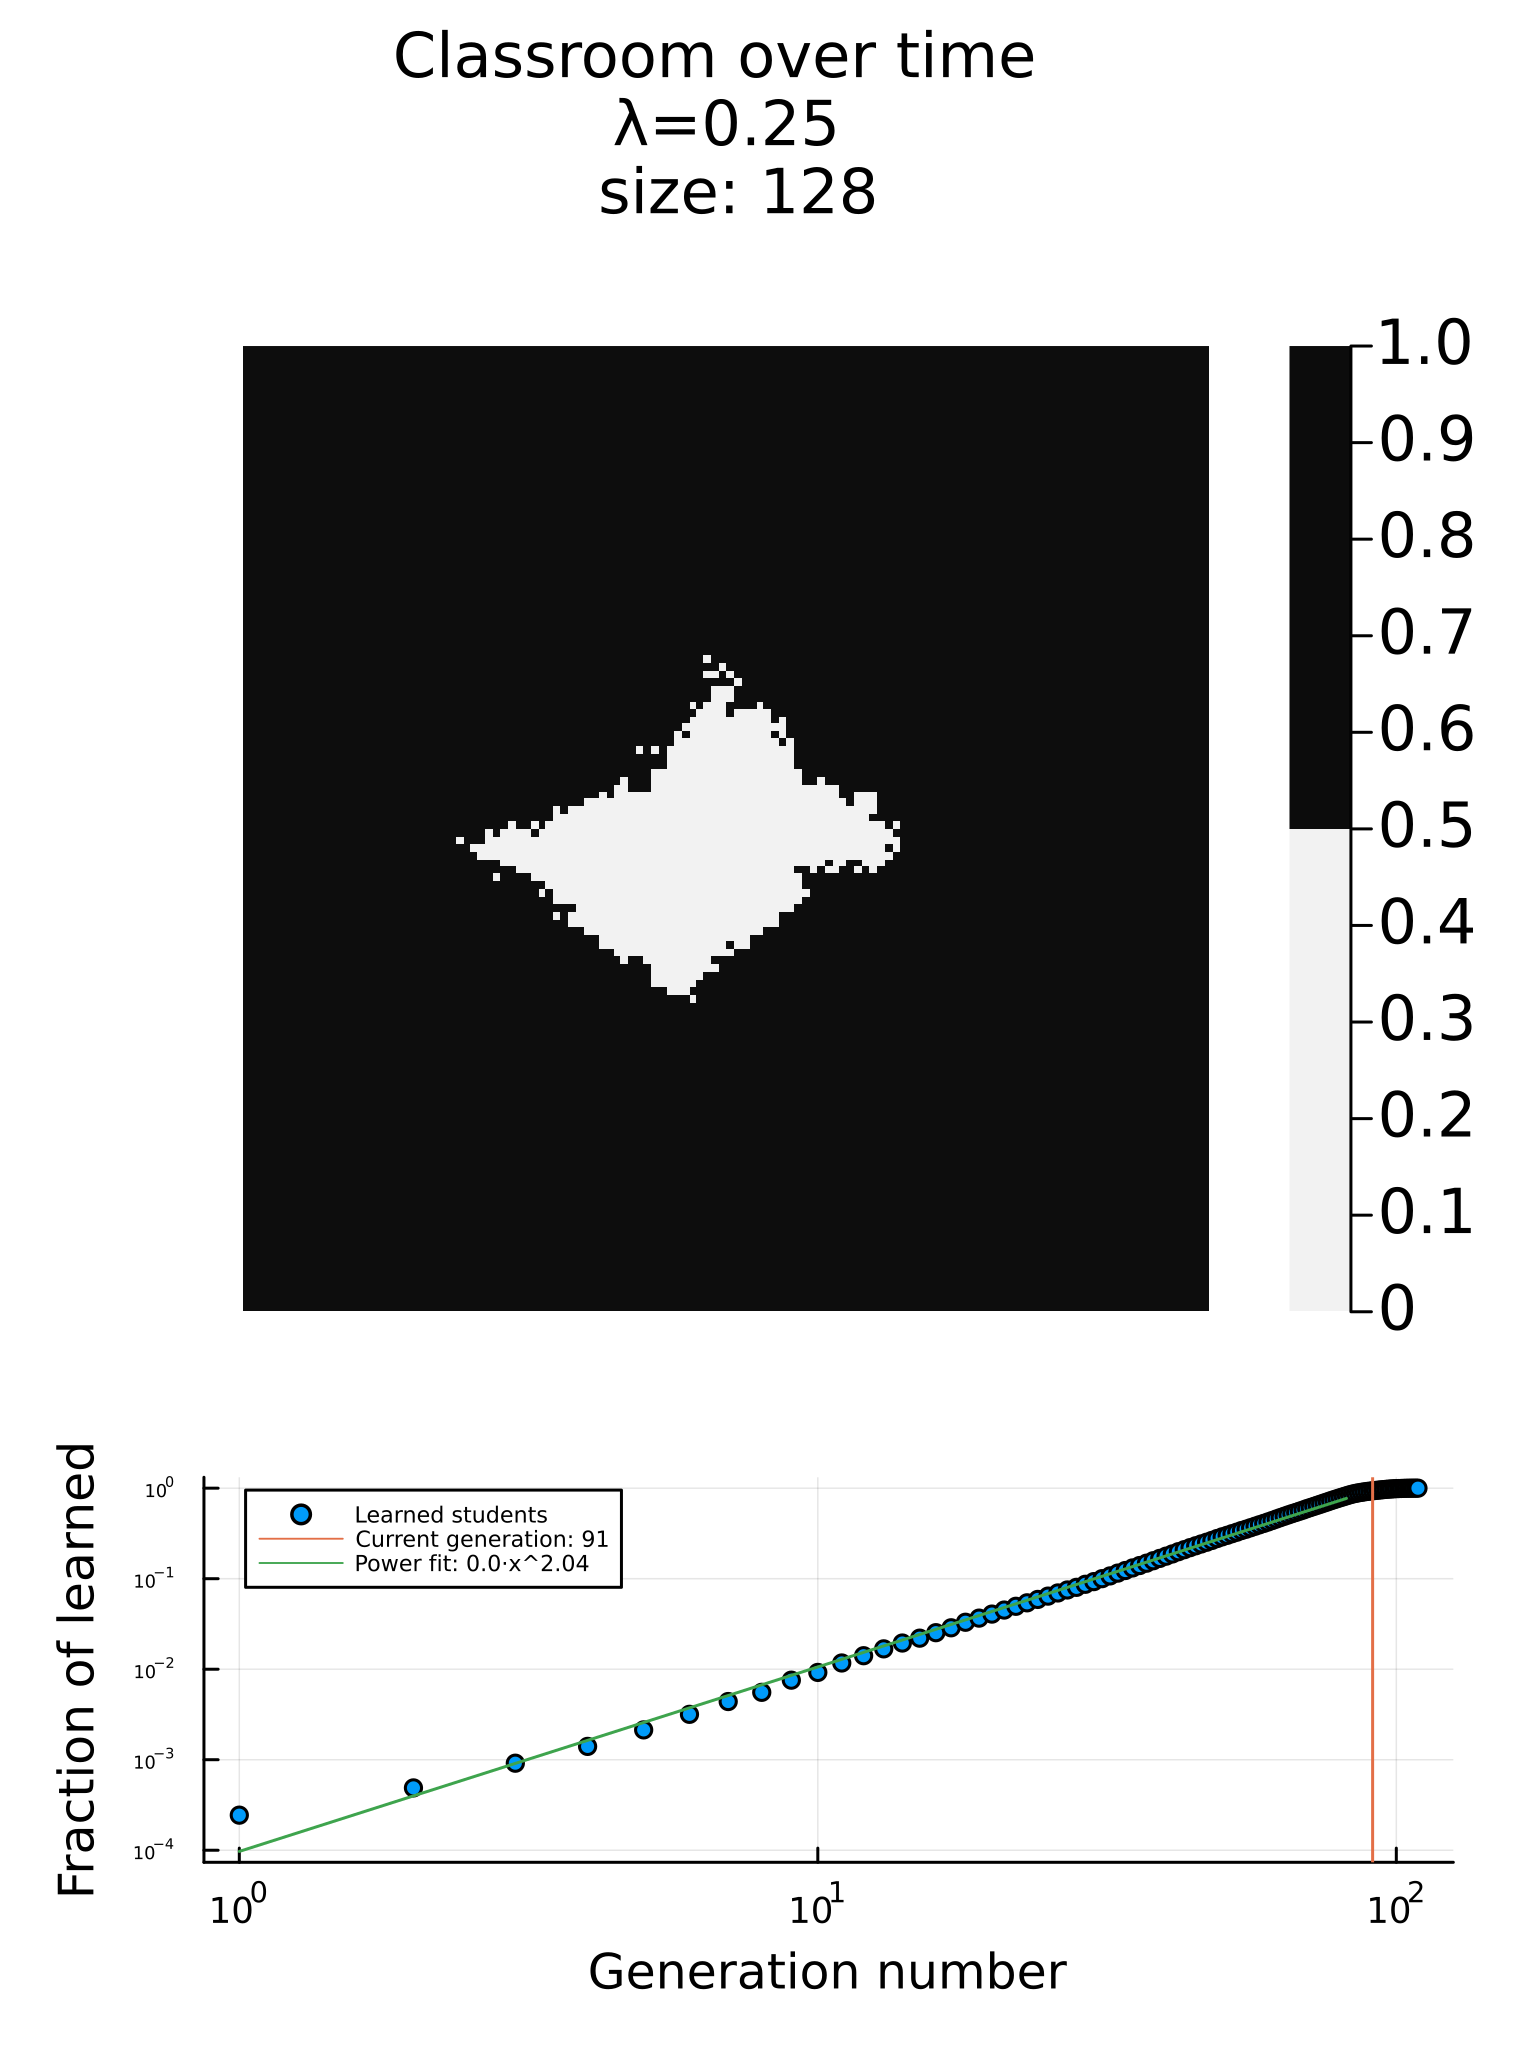 Classroom over time
λ=0.25
size: 128
1.0
0.9
0.8
0.7
0.6
0.5
0.4
0.3
0.2
0.1
0
Fraction of learned
10⁰
10⁻¹
10⁻²
10⁻³
10⁻⁴
Learned students
Current generation: 91
Power fit: 0.0·x^2.04
10⁰ 10¹ 10²
Generation number